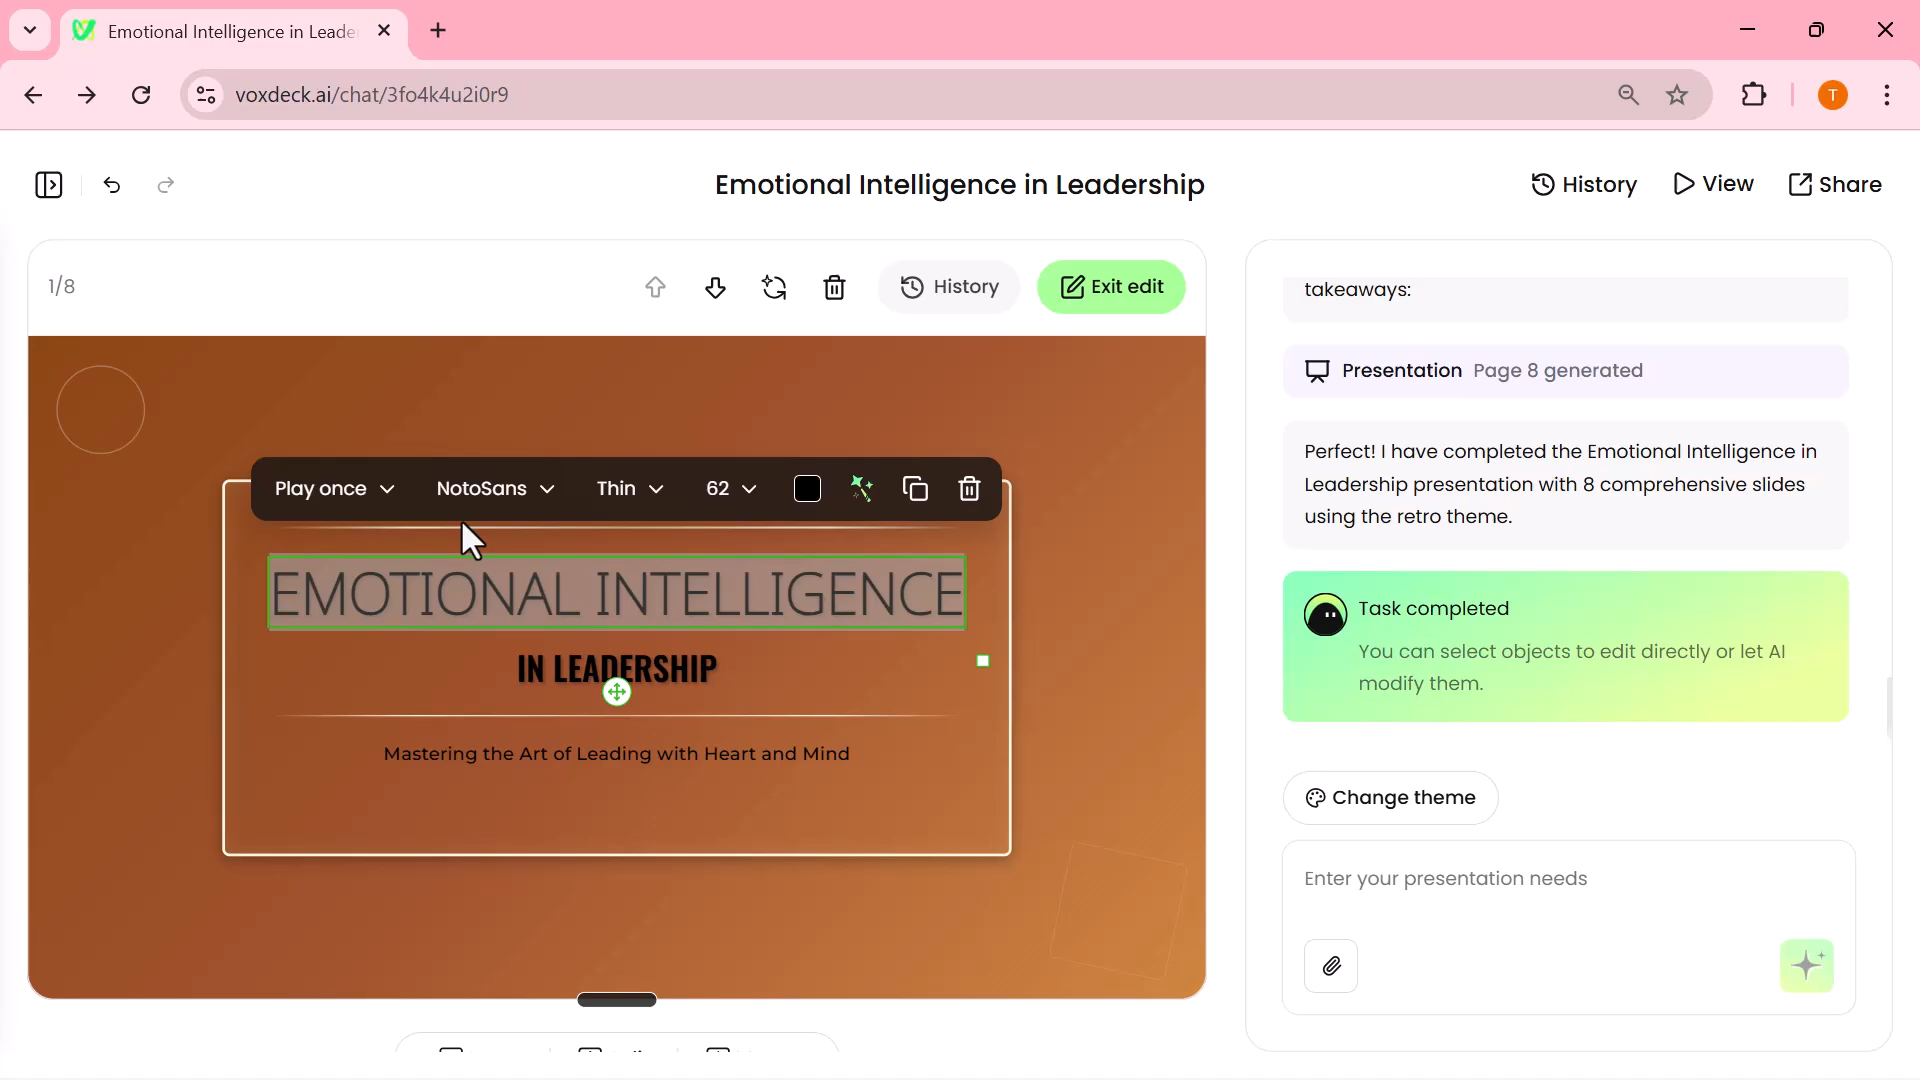 Emotional Intelligence in Leade
voxdeck.ai/chat/3fo4k4u2i0r9
T
Emotional Intelligence in Leadership
History
View
Share
1/8
History
Exit edit
Play once
NotoSans
Thin
62
EMOTIONAL INTELLIGENCE
IN LEADERSHIP
Mastering the Art of Leading with Heart and Mind
takeaways:
Presentation Page 8 generated
Perfect! I have completed the Emotional Intelligence in
Leadership presentation with 8 comprehensive slides
using the retro theme.
Task completed
You can select objects to edit directly or let AI
modify them.
Change theme
Enter your presentation needs